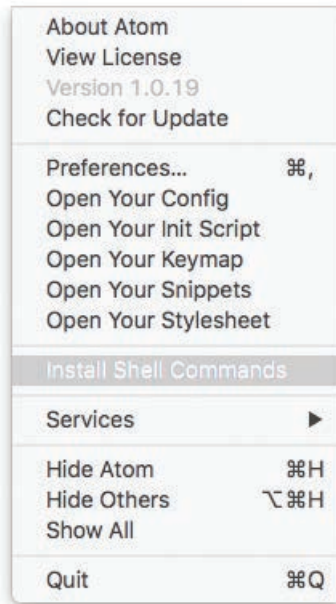 About Atom
View License
Version 1.0.19
Check for Update
Preferences... ⌘,
Open Your Config
Open Your Init Script
Open Your Keymap
Open Your Snippets
Open Your Stylesheet
Install Shell Commands
Services ▶
Hide Atom ⌘H
Hide Others ⌥⌘H
Show All
Quit ⌘Q